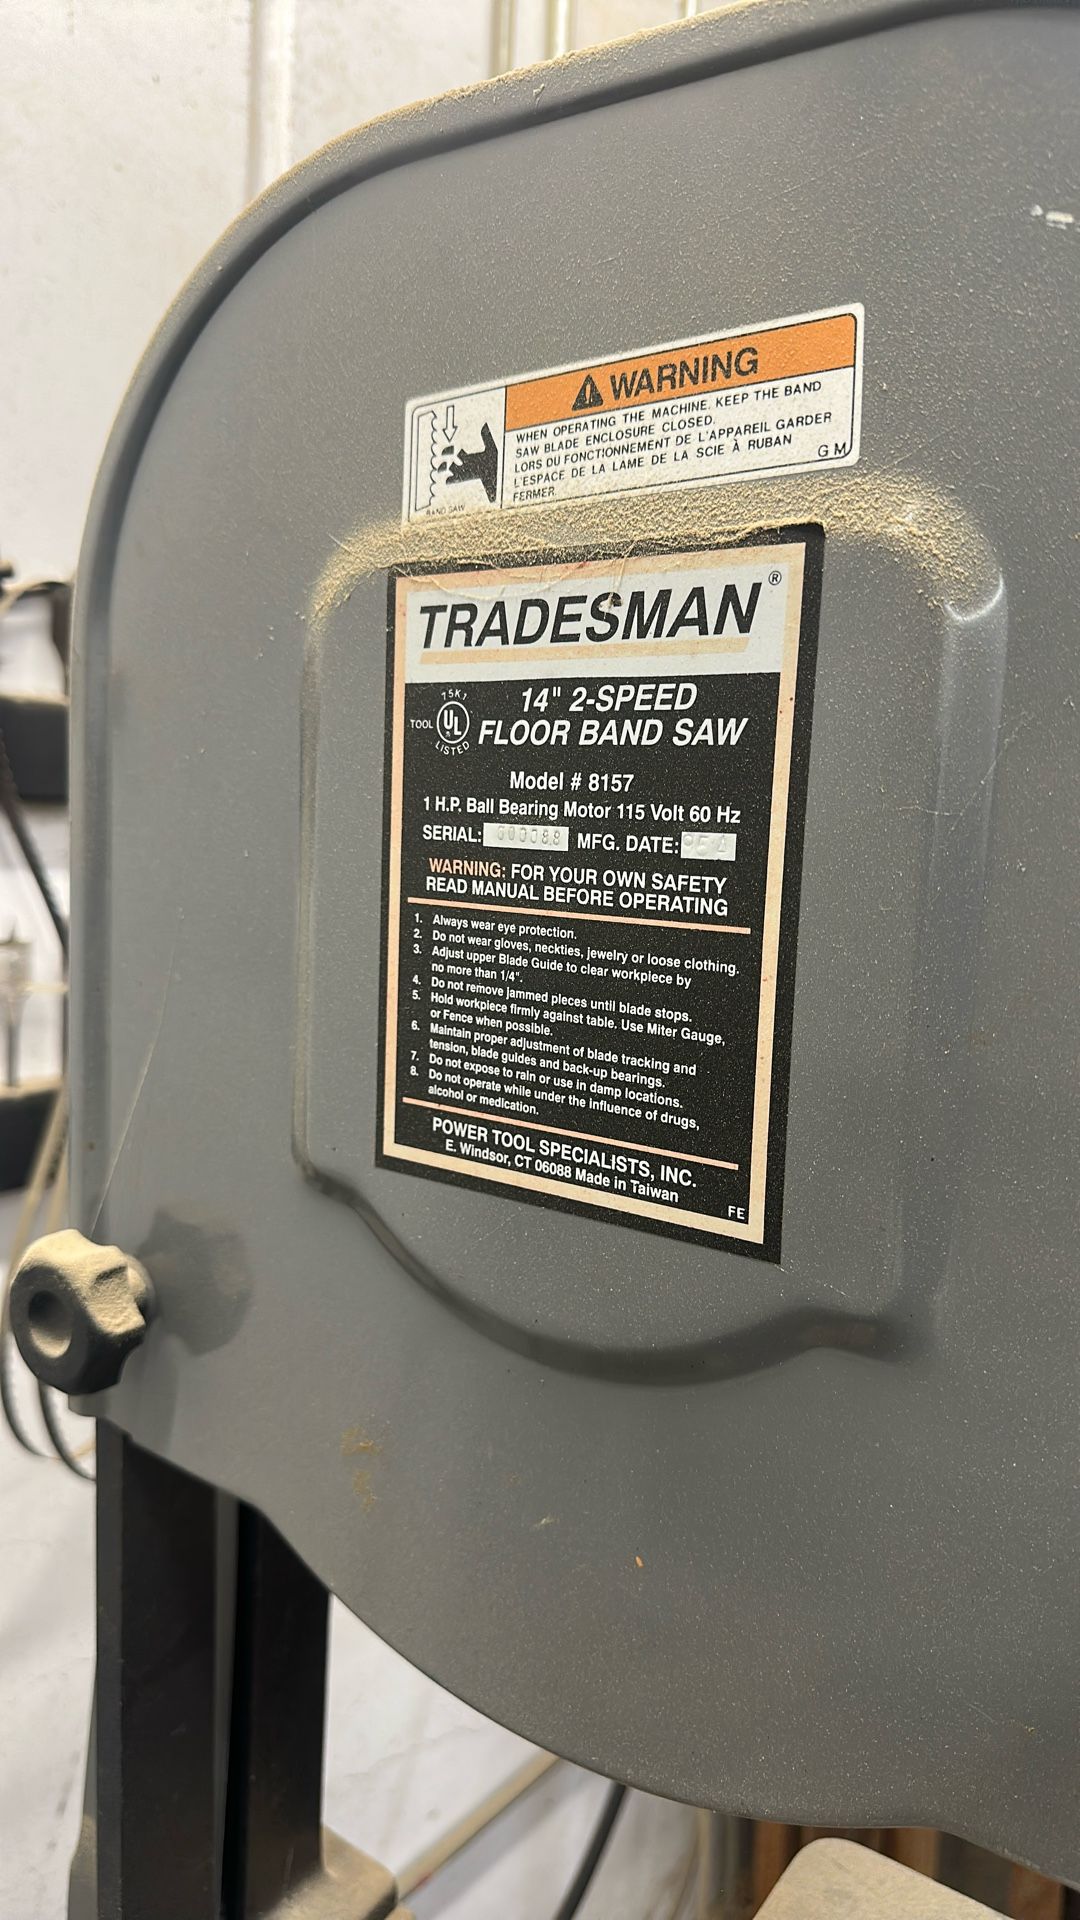 WARNING
WHEN OPERATING THE MACHINE. KEEP THE BAND
SAW BLADE ENCLOSURE CLOSED.
LORS DU FONCTIONNEMENT DE L'APPAREIL GARDER
L'ESPACE DE LA LAME DE LA SCIE À RUBAN
FERMER.
GM
BAND SAW
TRADESMAN®
75K7
TOOL UL
LISTED
14" 2-SPEED
FLOOR BAND SAW
Model # 8157
1 H.P. Ball Bearing Motor 115 Volt 60 Hz
SERIAL: MFG. DATE:
WARNING: FOR YOUR OWN SAFETY
READ MANUAL BEFORE OPERATING
1. Always wear eye protection.
2. Do not wear gloves, neckties, jewelry or loose clothing.
3. Adjust upper Blade Guide to clear workpiece by
no more than 1/4".
4. Do not remove jammed pieces until blade stops.
5. Hold workpiece firmly against table. Use Miter Gauge,
or Fence when possible.
6. Maintain proper adjustment of blade tracking and
tension, blade guides and back-up bearings.
7. Do not expose to rain or use in damp locations.
8. Do not operate while under the influence of drugs,
alcohol or medication.
POWER TOOL SPECIALISTS, INC.
E. Windsor, CT 06088 Made in Taiwan
FE